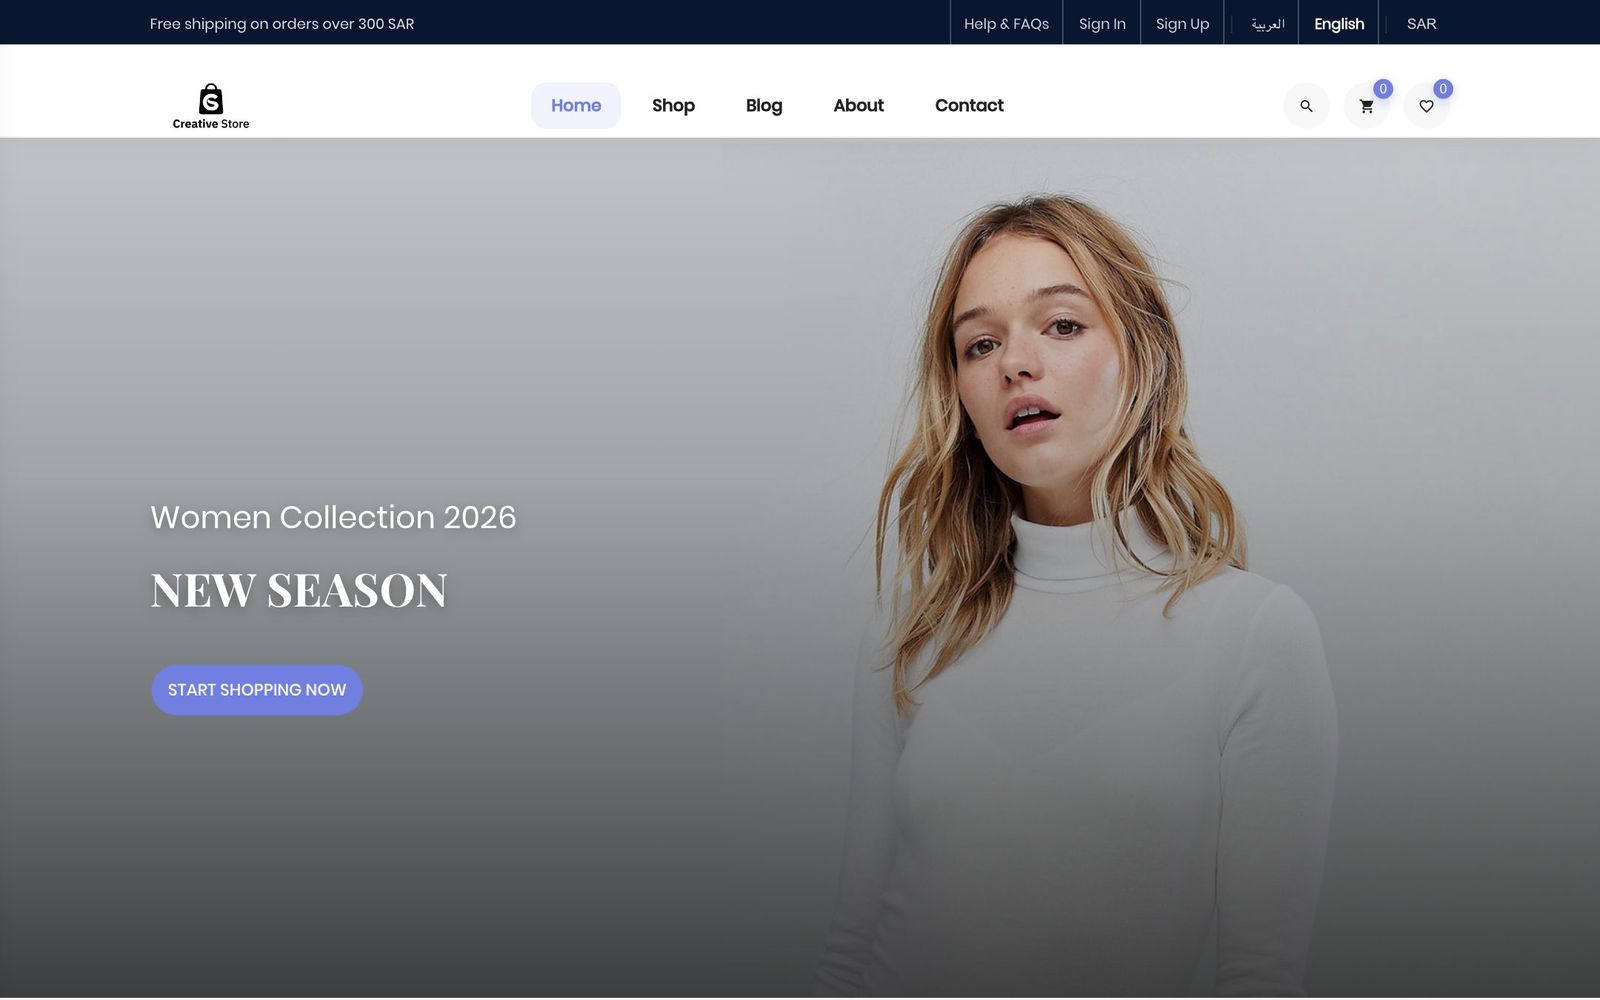 Free shipping on orders over 300 SAR
Help & FAQs
Sign In
Sign Up
العربية
English
SAR
Creative Store
Home
Shop
Blog
About
Contact
0
0
Women Collection 2026
NEW SEASON
START SHOPPING NOW